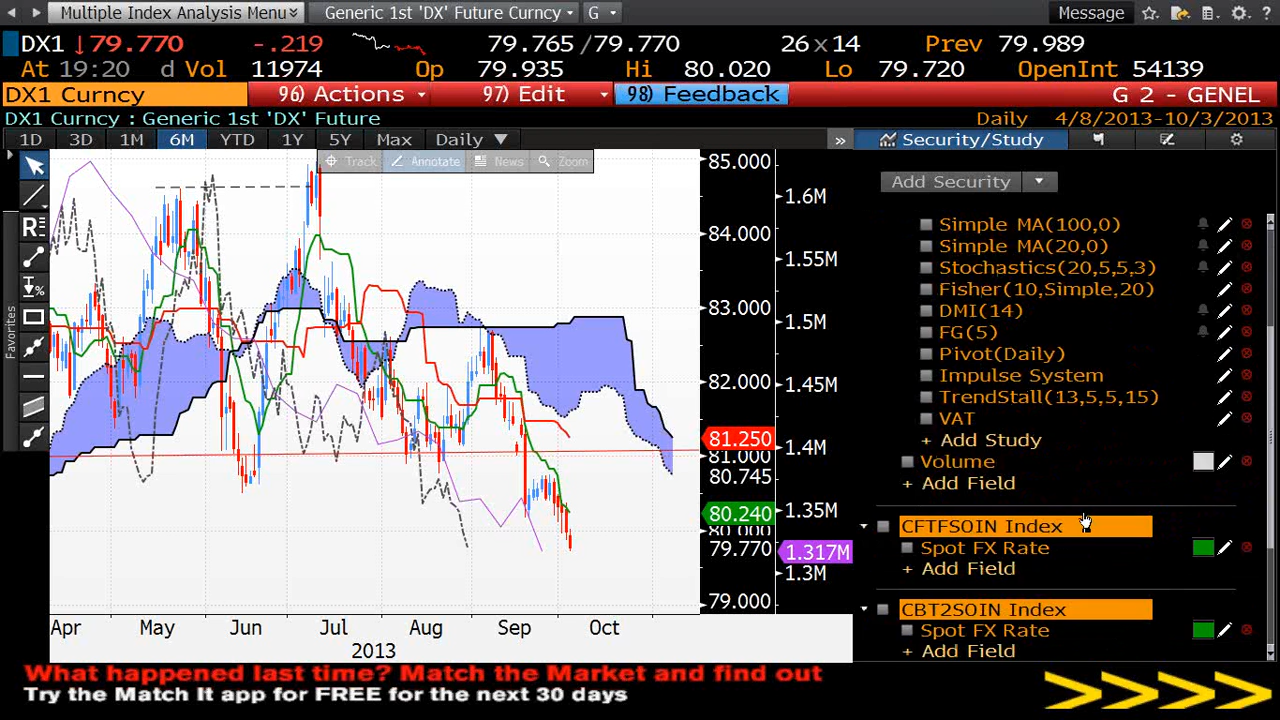 Multiple Index Analysis Menu Generic 1st 'DX' Future Curncy G Message
DX1 79.770 -.219 79.765 /79.770 26x14 Prev 79.989
At 19:20 d Vol 11974 Op 79.935 Hi 80.020 Lo 79.720 OpenInt 54139
DX1 Curncy 96) Actions 97) Edit 98) Feedback G 2 - GENEL
DX1 Curncy : Generic 1st 'DX' Future Daily 4/8/2013-10/3/2013
1D 3D 1M 6M YTD 1Y 5Y Max Daily » Security/Study
Track Annotate News Zoom
Add Security
Favorites
85.000
84.000
83.000
82.000
81.250
81.000
80.745
80.240
80.000
79.770
79.000
1.6M
1.55M
1.5M
1.45M
1.4M
1.35M
1.317M
1.3M
Simple MA(100,0)
Simple MA(20,0)
Stochastics(20,5,5,3)
Fisher(10,Simple,20)
DMI(14)
FG(5)
Pivot(Daily)
Impulse System
TrendStall(13,5,5,15)
VAT
+ Add Study
Volume
+ Add Field
CFTFSOIN Index
Spot FX Rate
+ Add Field
CBT2SOIN Index
Spot FX Rate
+ Add Field
Apr May Jun Jul Aug Sep Oct
2013
What happened last time? Match the Market and find out
Try the Match It app for FREE for the next 30 days